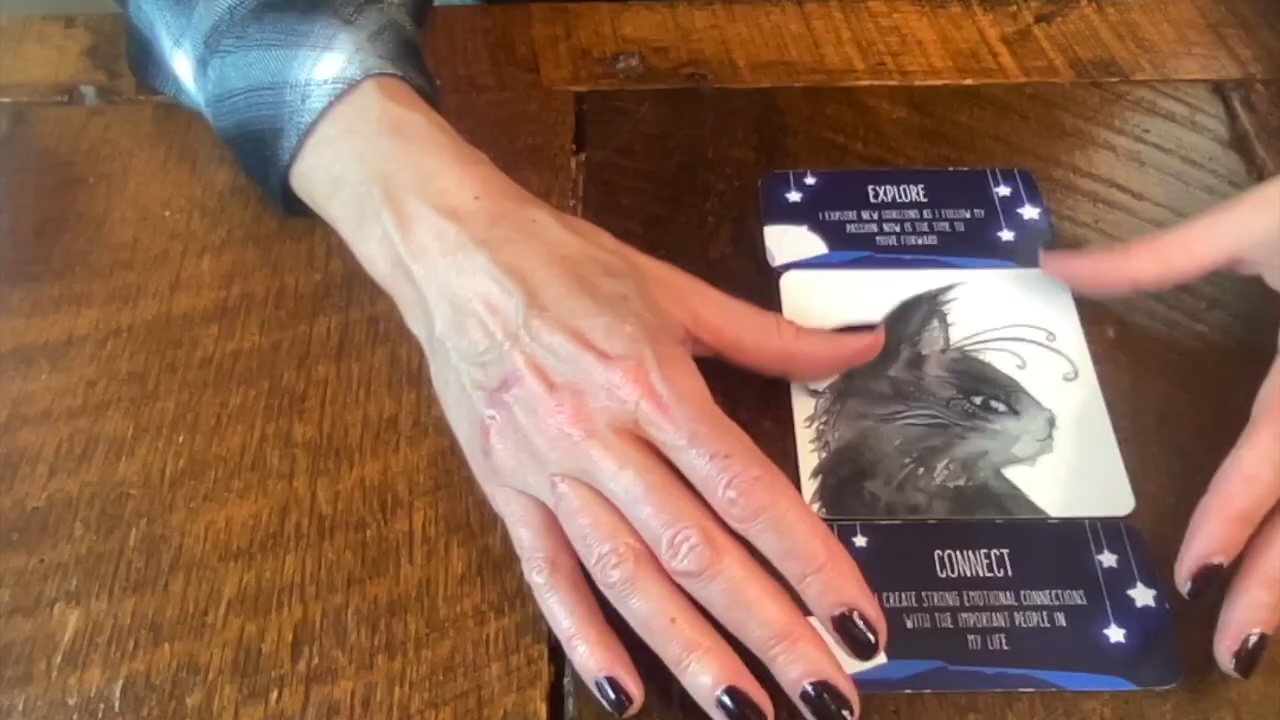 EXPLORE
I EXPLORE NEW HORIZONS AS I FOLLOW MY
PASSION. NOW IS THE TIME TO
MOVE FORWARD
CONNECT
I CREATE STRONG EMOTIONAL CONNECTIONS
WITH THE IMPORTANT PEOPLE IN
MY LIFE.